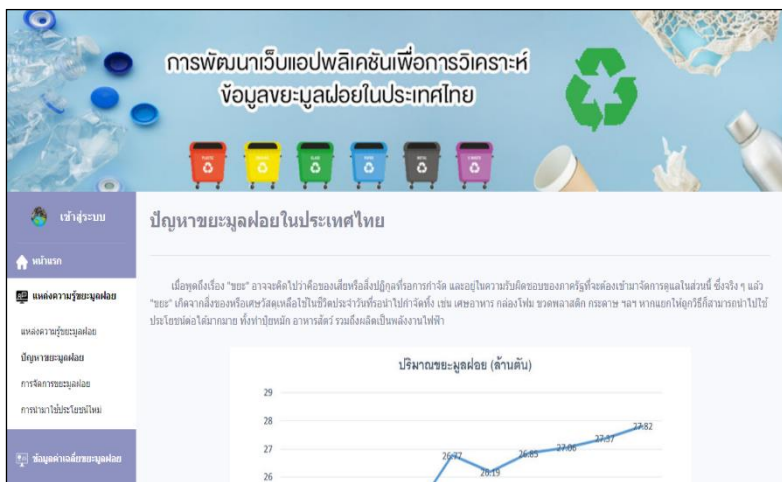 การพัฒนาเว็บแอปพลิเคชันเพื่อการวิเคราะห์
ข้อมูลขยะมูลฝอยในประเทศไทย
เข้าสู่ระบบ
หน้าแรก
แหล่งความรู้ขยะมูลฝอย
แหล่งความรู้ขยะมูลฝอย
ปัญหาขยะมูลฝอย
การจัดการขยะมูลฝอย
การนำมาใช้ประโยชน์ใหม่
ข้อมูลค่าเฉลี่ยขยะมูลฝอย
ปัญหาขยะมูลฝอยในประเทศไทย
เมื่อพูดถึงเรื่อง "ขยะ" อาจจะคิดไปว่าคือของเสียหรือสิ่งปฏิกูลที่รอการกำจัด และอยู่ในความรับผิดชอบของภาครัฐที่จะต้องเข้ามาจัดการดูแลในส่วนนี้ ซึ่งจริง ๆ แล้ว
"ขยะ" เกิดจากสิ่งของหรือเศษวัสดุเหลือใช้ในชีวิตประจำวันที่รอนำไปกำจัดทิ้ง เช่น เศษอาหาร กล่องโฟม ขวดพลาสติก กระดาษ ฯลฯ หากแยกให้ถูกวิธีก็สามารถนำไปใช้
ประโยชน์ต่อได้มากมาย ทั้งทำปุ๋ยหมัก อาหารสัตว์ รวมถึงผลิตเป็นพลังงานไฟฟ้า
ปริมาณขยะมูลฝอย (ล้านตัน)
29
28
27
26
26.77
26.19
26.85
27.06
27.37
27.82